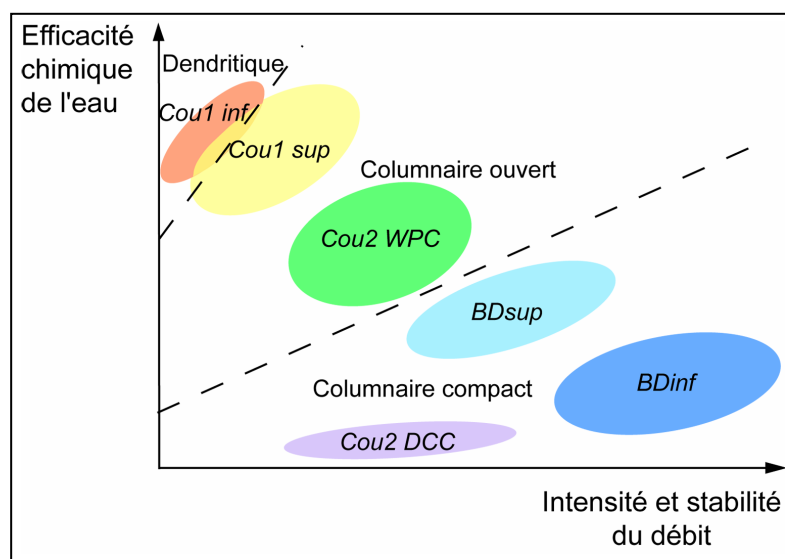 Efficacité
chimique
de l'eau
Dendritique
Cou1 inf
Cou1 sup
Columnaire ouvert
Cou2 WPC
BDsup
Columnaire compact
BDinf
Cou2 DCC
Intensité et stabilité
du débit